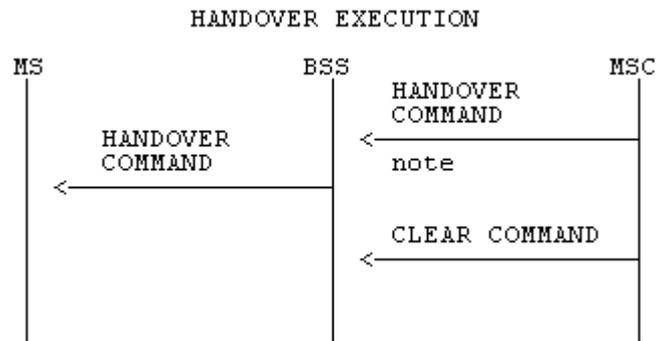 HANDOVER EXECUTION
MS BSS MSC
HANDOVER
COMMAND
HANDOVER
COMMAND
note
CLEAR COMMAND